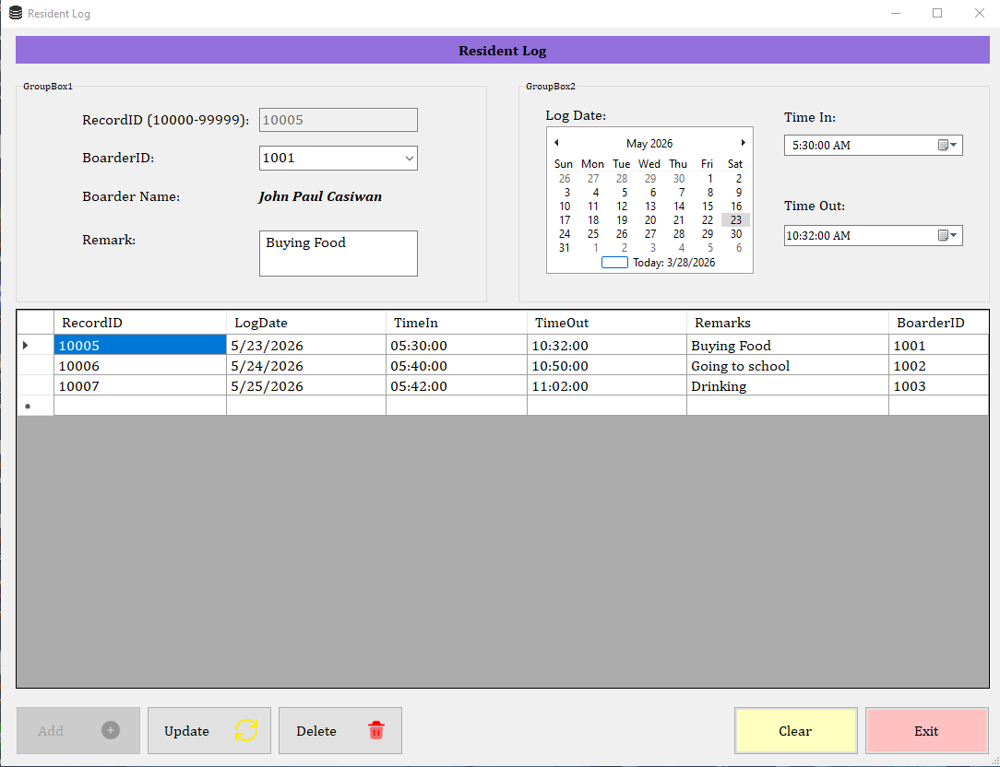 Resident Log
Resident Log
GroupBox1
RecordID (10000-99999): 10005
BoarderID: 1001
Boarder Name: John Paul Casiwan
Remark: Buying Food
GroupBox2
Log Date:
May 2026
Sun Mon Tue Wed Thu Fri Sat
26 27 28 29 30 1 2
3 4 5 6 7 8 9
10 11 12 13 14 15 16
17 18 19 20 21 22 23
24 25 26 27 28 29 30
31 1 2 3 4 5 6
Today: 3/28/2026
Time In:
5:30:00 AM
Time Out:
10:32:00 AM
RecordID LogDate TimeIn TimeOut Remarks BoarderID
10005 5/23/2026 05:30:00 10:32:00 Buying Food 1001
10006 5/24/2026 05:40:00 10:50:00 Going to school 1002
10007 5/25/2026 05:42:00 11:02:00 Drinking 1003
Add Update Delete Clear Exit